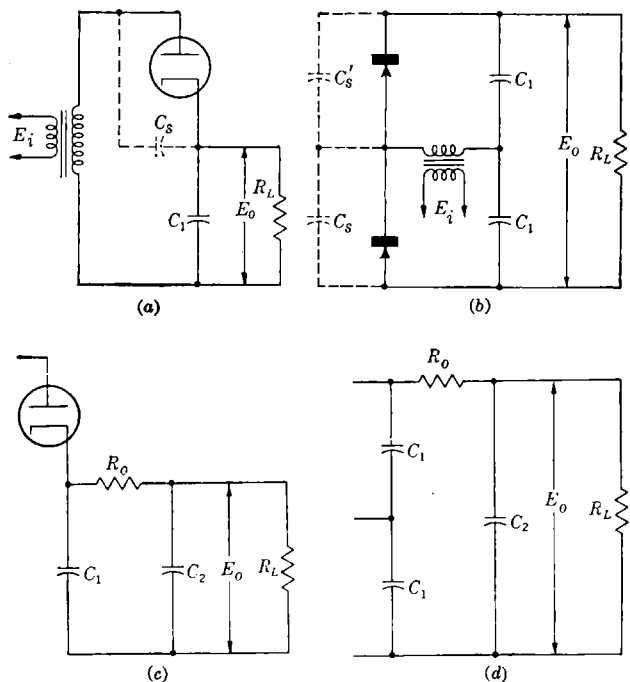 E_i
C_s
C_1
E_o
R_L
(a)
C_s'
C_s
E_i
C_1
C_1
E_o
R_L
(b)
R_o
C_1
C_2
E_o
R_L
(c)
R_o
C_1
C_1
C_2
E_o
R_L
(d)